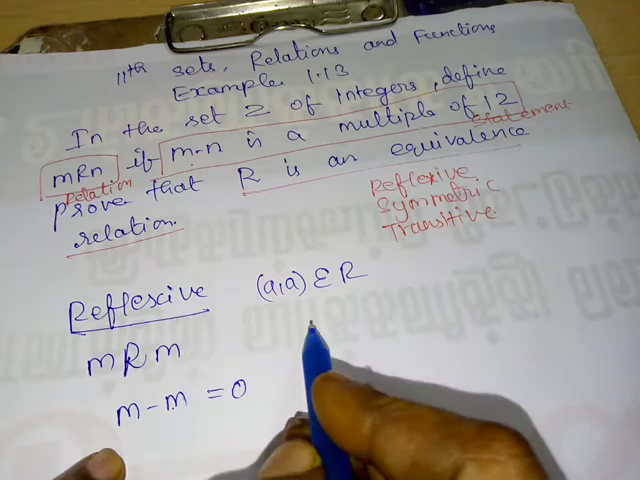 11th sets, Relations and Functions
Example 1.13
In the set Z of Integers, define
mRn if m-n is a multiple of 12
Relation
statement
prove that R is an equivalence
relation.
Reflexive
Symmetric
Transitive
Reflexive (a,a) ∈ R
mRm
m-m = 0